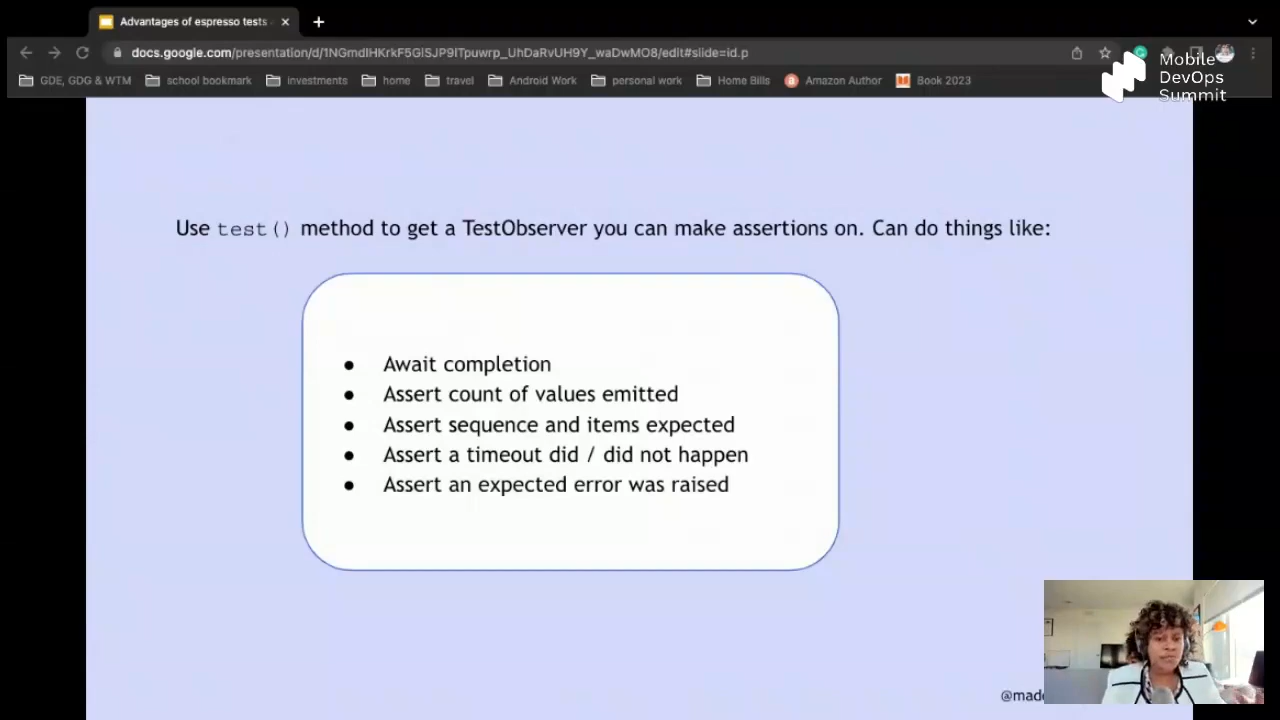 Advantages of espresso tests
docs.google.com/presentation/d/1NGmdIHKrkF5GISJP9ITpuwrp_UhDaRvUH9Y_waDwMO8/edit#slide=id.p
GDE, GDG & WTM school bookmark investments home travel Android Work personal work Home Bills Amazon Author Book 2023
Mobile
DevOps
Summit
Use test() method to get a TestObserver you can make assertions on. Can do things like:
● Await completion
● Assert count of values emitted
● Assert sequence and items expected
● Assert a timeout did / did not happen
● Assert an expected error was raised
@made